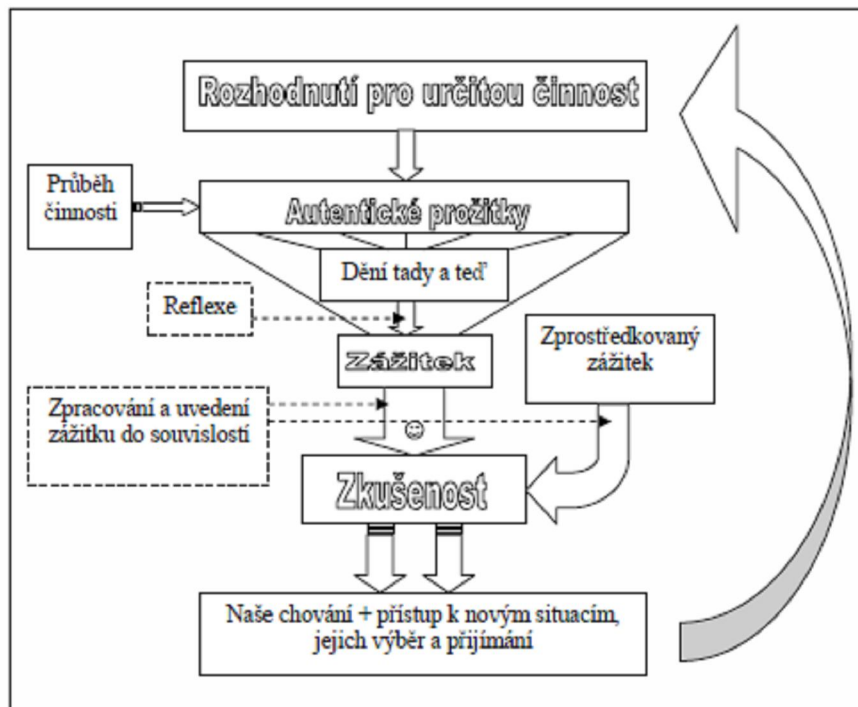 Rozhodnutí pro určitou činnost
Průběh
činnosti
Autentické prožitky
Dění tady a teď
Reflexe
Zážitek
Zprostředkovaný
zážitek
Zpracování a uvedení
zážitku do souvislostí
Zkušenost
Naše chování + přístup k novým situacím,
jejich výběr a přijímání